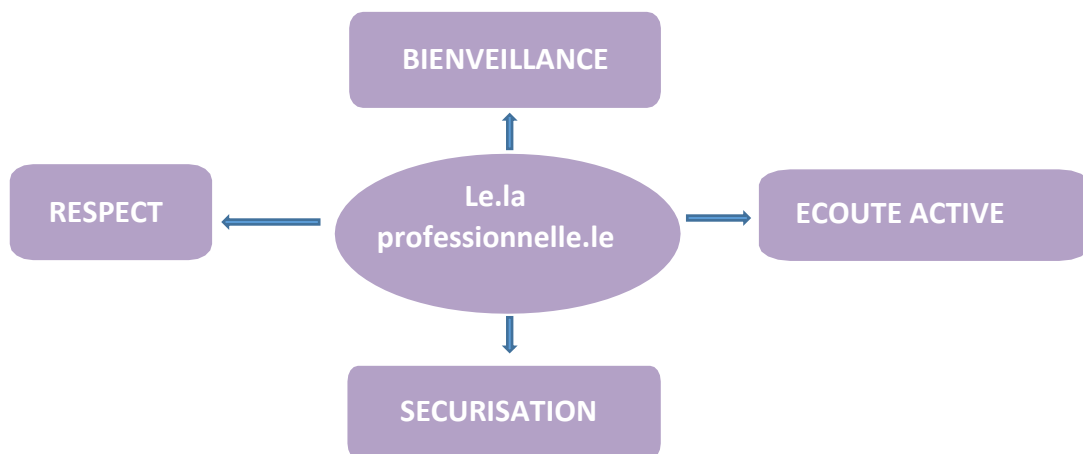 BIENVEILLANCE
Le.la
professionnelle.le
RESPECT
ECOUTE ACTIVE
SECURISATION